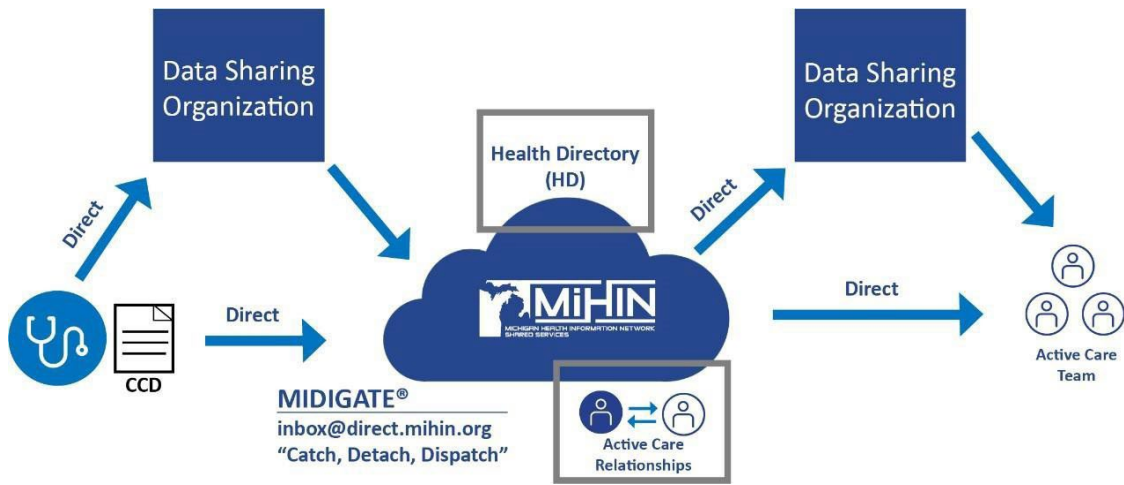 Data Sharing
Organization
Data Sharing
Organization
Health Directory
(HD)
Direct
Direct
MiHIN
MICHIGAN HEALTH INFORMATION NETWORK
SHARED SERVICES
Direct
Direct
CCD
Active Care
Team
MIDIGATE®
inbox@direct.mihin.org
“Catch, Detach, Dispatch”
Active Care
Relationships